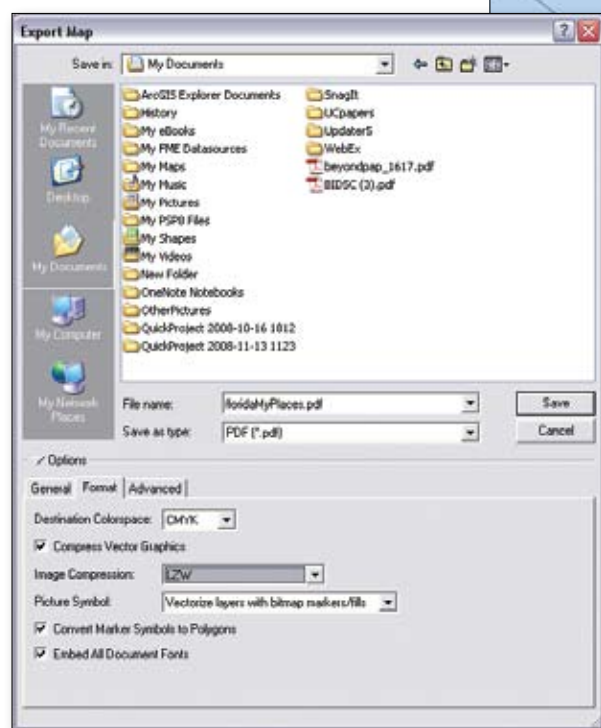 Export Map
Save in: My Documents
My Recent Documents
Desktop
My Documents
My Computer
My Network Places
ArcGIS Explorer Documents
History
My eBooks
My FME Datasources
My Maps
My Music
My Pictures
My PSP8 Files
My Shapes
My Videos
New Folder
OneNote Notebooks
OtherPictures
QuickProject 2008-10-16 1012
QuickProject 2008-11-13 1123
SnagIt
UCpapers
Updater5
WebEx
beyondpap_1617.pdf
BIDSC (3).pdf
File name: floridaMyPlaces.pdf
Save
Save as type: PDF (*.pdf)
Cancel
Options
General Format Advanced
Destination Colorspace: CMYK
Compress Vector Graphics
Image Compression: LZW
Picture Symbol: Vectorize layers with bitmap markers/fills
Convert Marker Symbols to Polygons
Embed All Document Fonts